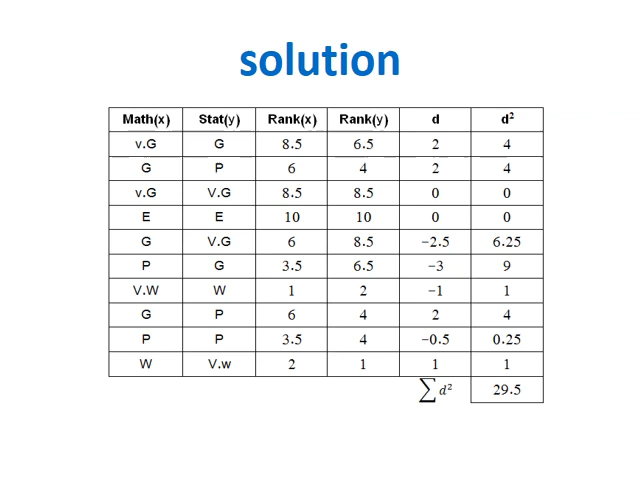 solution
Math(x) Stat(y) Rank(x) Rank(y) d d²
v.G G 8.5 6.5 2 4
G P 6 4 2 4
v.G V.G 8.5 8.5 0 0
E E 10 10 0 0
G V.G 6 8.5 −2.5 6.25
P G 3.5 6.5 −3 9
V.W W 1 2 −1 1
G P 6 4 2 4
P P 3.5 4 −0.5 0.25
W V.w 2 1 1 1
∑ d² 29.5